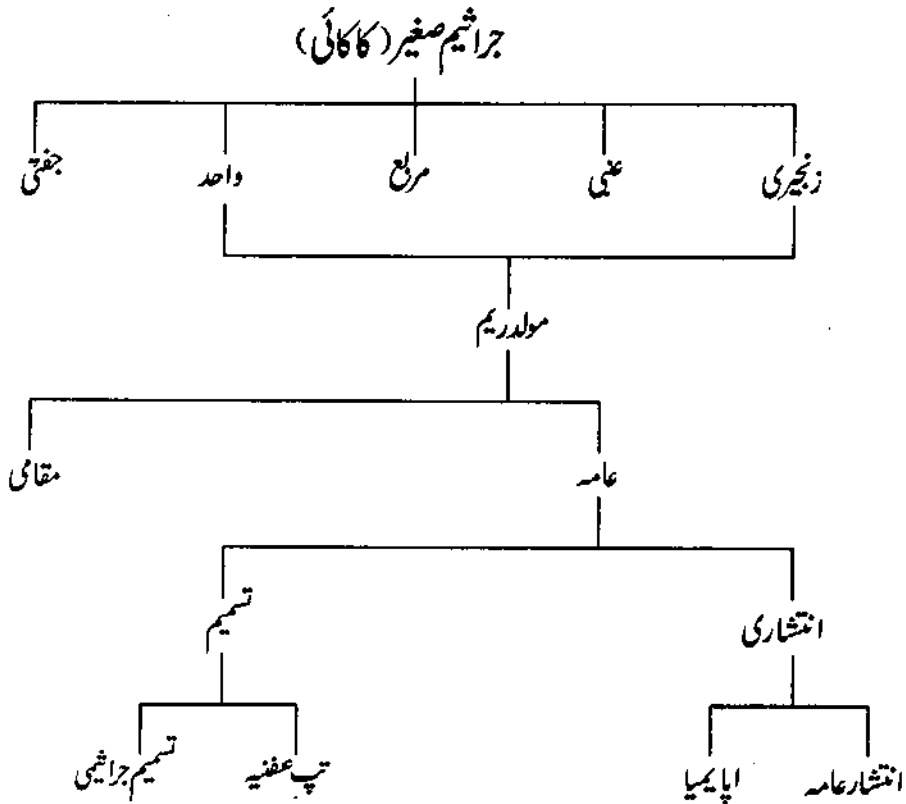 جراثیم صغیر (کاکائی)
زنجیری عنبی مربع واحد جفتی
مولدریم
عامہ مقامی
انتشاری تسمیم
انتشار عامہ اپایمیا تپ عفنیہ تسمیم جراثیمی